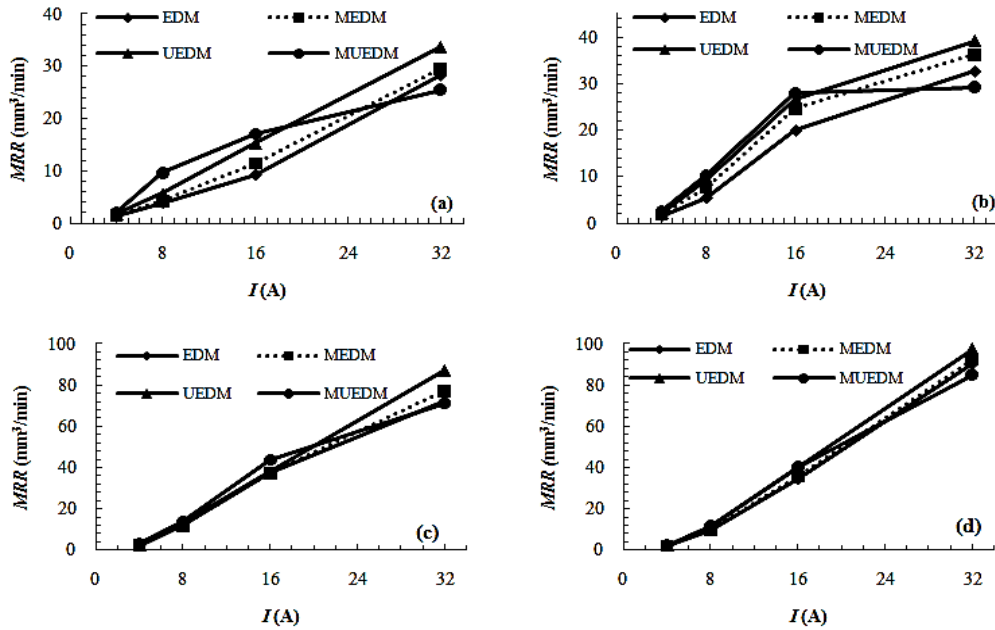 EDM MEDM
UEDM MUEDM
MRR (mm³/min)
40
30
20
10
0
(a)
0 8 16 24 32
I (A)
EDM MEDM
UEDM MUEDM
MRR (mm³/min)
40
30
20
10
0
(b)
0 8 16 24 32
I (A)
EDM MEDM
UEDM MUEDM
MRR (mm³/min)
100
80
60
40
20
0
(c)
0 8 16 24 32
I (A)
EDM MEDM
UEDM MUEDM
MRR (mm³/min)
100
80
60
40
20
0
(d)
0 8 16 24 32
I (A)